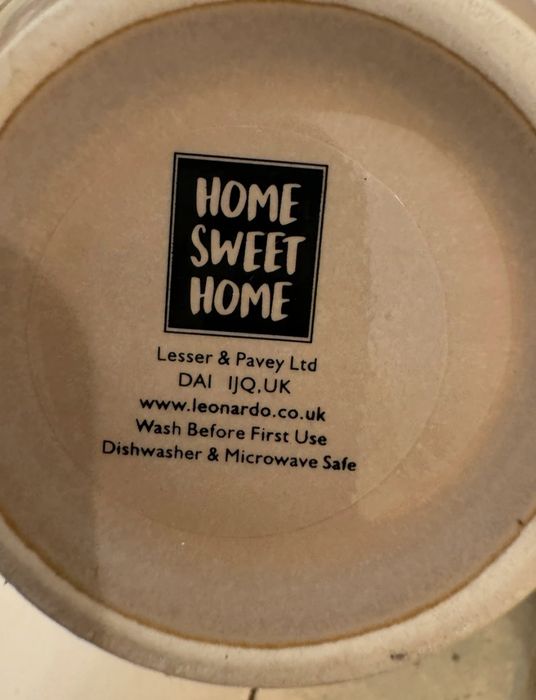 HOME
SWEET
HOME
Lesser & Pavey Ltd
DA1 1JQ,UK
www.leonardo.co.uk
Wash Before First Use
Dishwasher & Microwave Safe